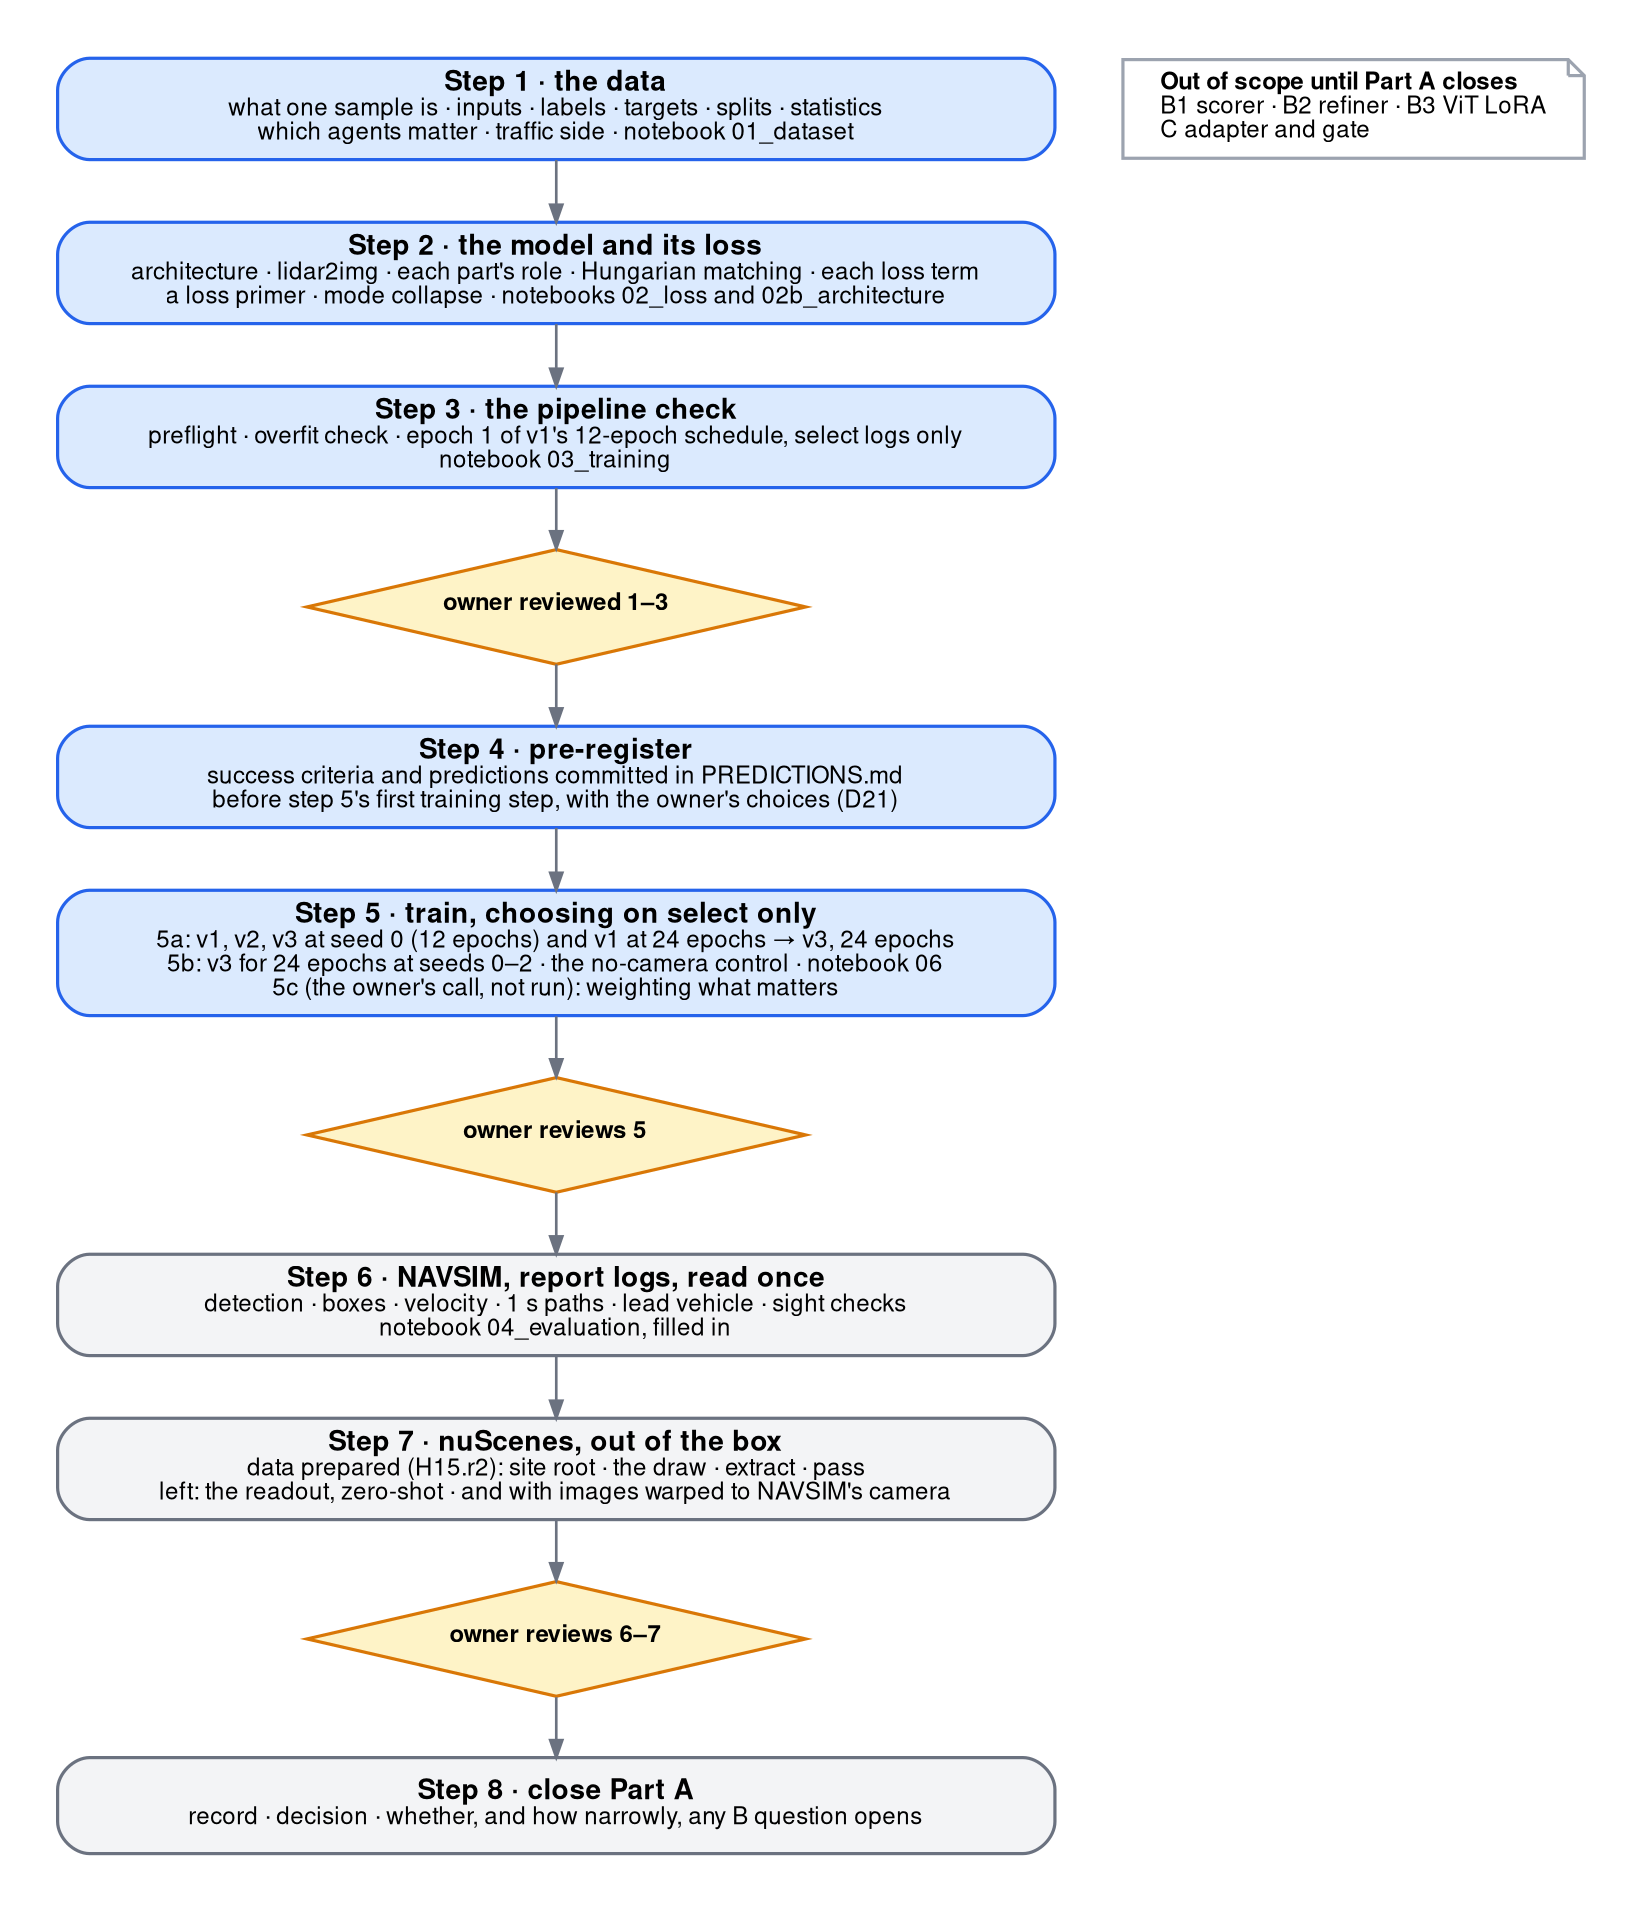 Step 1 · the data
what one sample is · inputs · labels · targets · splits · statistics
which agents matter · traffic side · notebook 01_dataset
Out of scope until Part A closes
B1 scorer · B2 refiner · B3 ViT LoRA
C adapter and gate
Step 2 · the model and its loss
architecture · lidar2img · each part's role · Hungarian matching · each loss term
a loss primer · mode collapse · notebooks 02_loss and 02b_architecture
Step 3 · the pipeline check
preflight · overfit check · epoch 1 of v1's 12-epoch schedule, select logs only
notebook 03_training
owner reviewed 1–3
Step 4 · pre-register
success criteria and predictions committed in PREDICTIONS.md
before step 5's first training step, with the owner's choices (D21)
Step 5 · train, choosing on select only
5a: v1, v2, v3 at seed 0 (12 epochs) and v1 at 24 epochs → v3, 24 epochs
5b: v3 for 24 epochs at seeds 0–2 · the no-camera control · notebook 06
5c (the owner's call, not run): weighting what matters
owner reviews 5
Step 6 · NAVSIM, report logs, read once
detection · boxes · velocity · 1 s paths · lead vehicle · sight checks
notebook 04_evaluation, filled in
Step 7 · nuScenes, out of the box
data prepared (H15.r2): site root · the draw · extract · pass
left: the readout, zero-shot · and with images warped to NAVSIM's camera
owner reviews 6–7
Step 8 · close Part A
record · decision · whether, and how narrowly, any B question opens